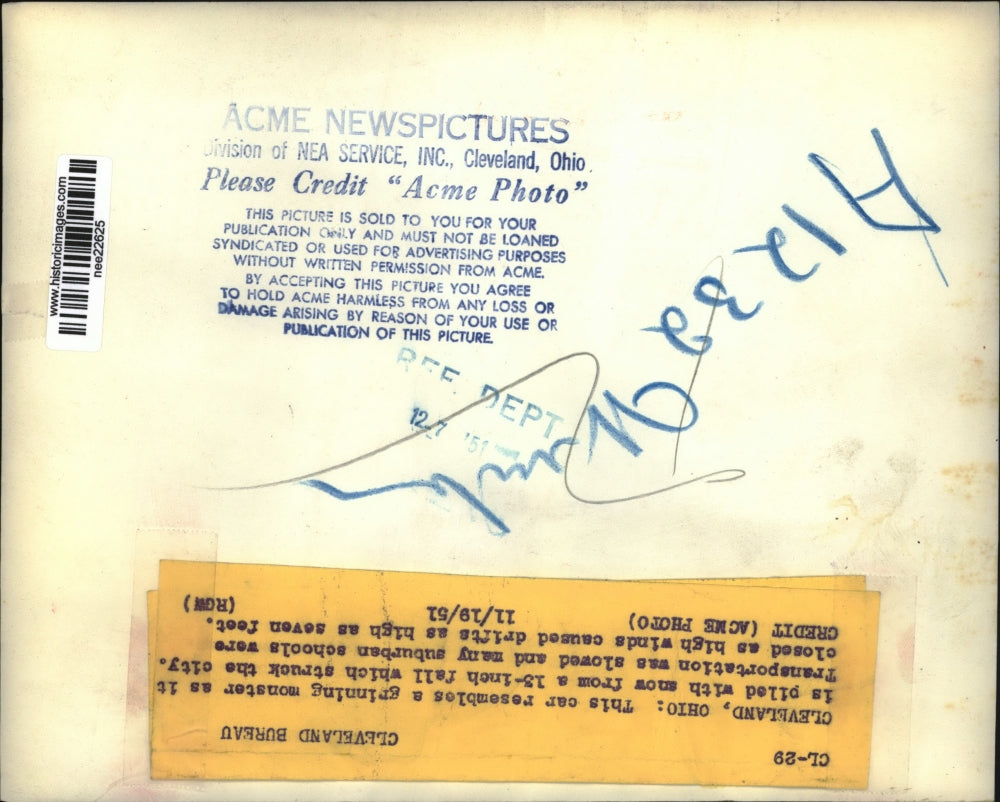 ACME NEWSPICTURES
Division of NEA SERVICE, INC., Cleveland, Ohio.
Please Credit "Acme Photo"
THIS PICTURE IS SOLD TO YOU FOR YOUR
PUBLICATION ONLY AND MUST NOT BE LOANED
SYNDICATED OR USED FOR ADVERTISING PURPOSES
WITHOUT WRITTEN PERMISSION FROM ACME.
BY ACCEPTING THIS PICTURE YOU AGREE
TO HOLD ACME HARMLESS FROM ANY LOSS OR
DAMAGE ARISING BY REASON OF YOUR USE OR
PUBLICATION OF THIS PICTURE.
www.historicimages.com
nee22625
REF. DEPT.
12 7 '51
CL-29
CLEVELAND BUREAU
CLEVELAND, OHIO: This car resembles a grinning monster as it
is piled with snow from a 13-inch fall which struck the city.
Transportation was slowed and many suburban schools were
closed as high winds caused drifts as high as seven feet.
CREDIT (ACME PHOTO) 11/19/51 (RGW)